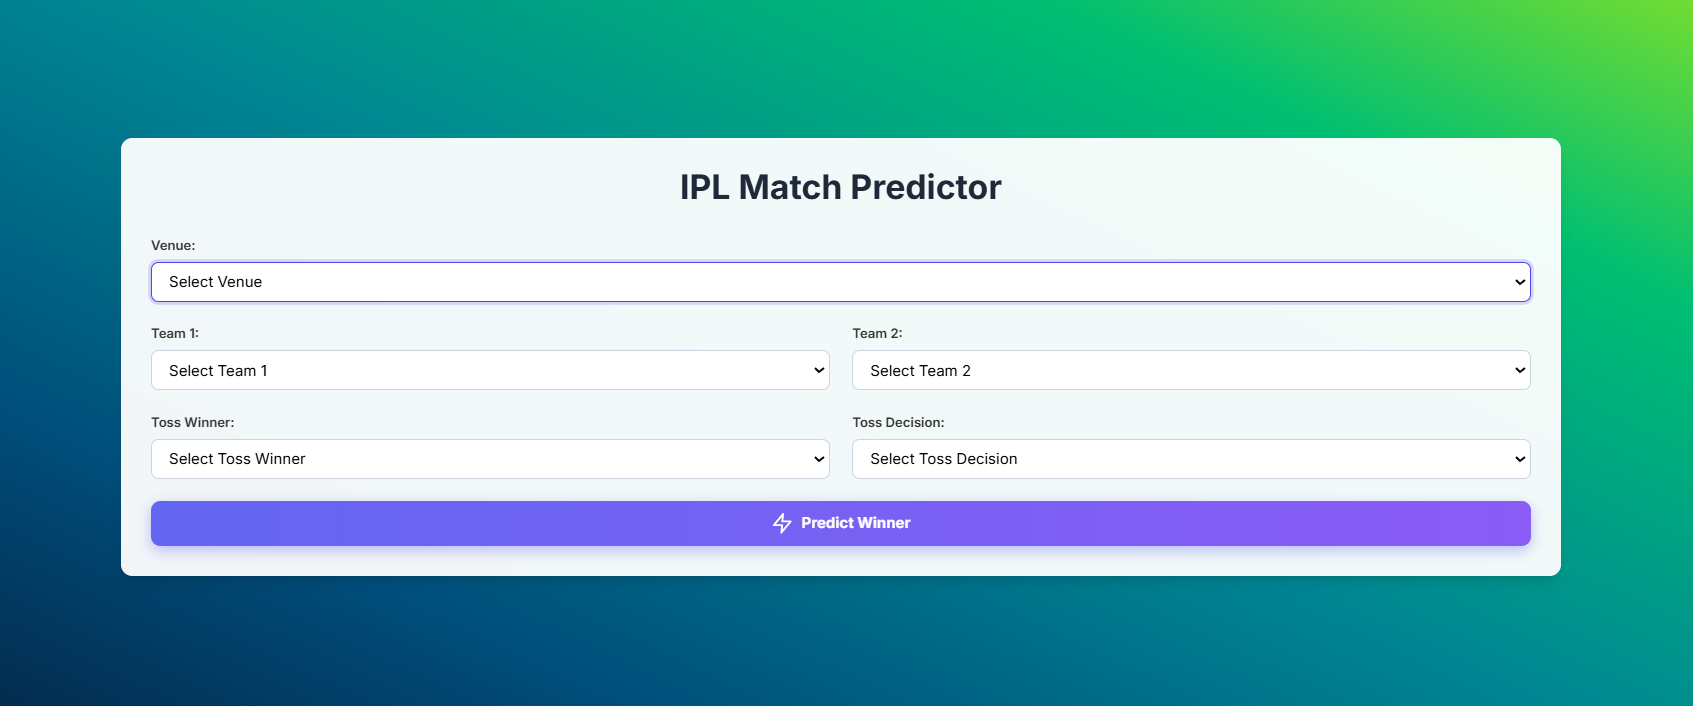 IPL Match Predictor
Venue:
Select Venue
Team 1:
Team 2:
Select Team 1
Select Team 2
Toss Winner:
Toss Decision:
Select Toss Winner
Select Toss Decision
Predict Winner